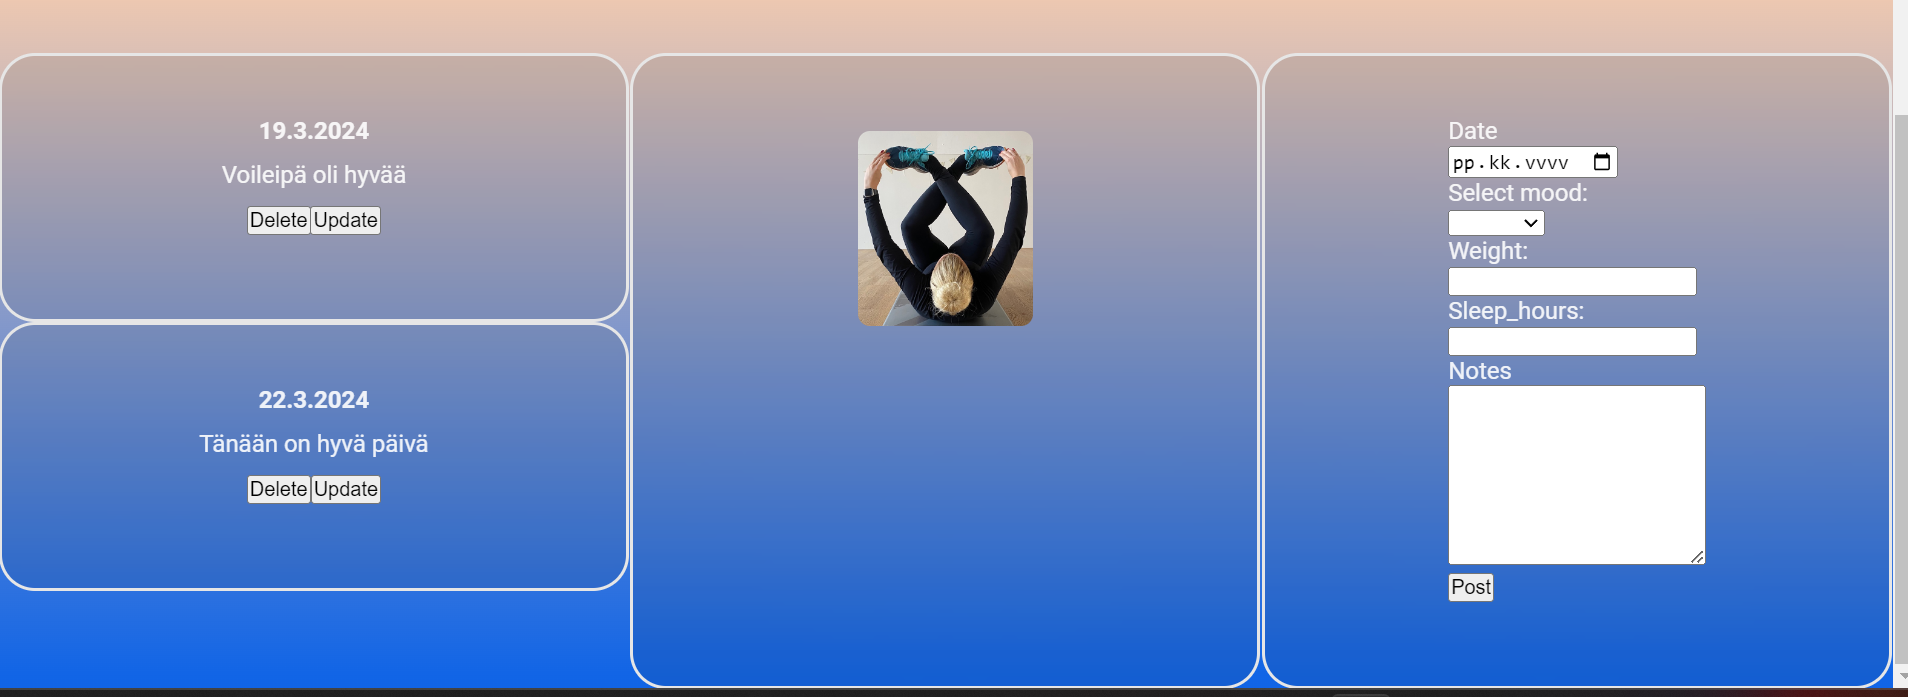 19.3.2024
Voileipä oli hyvää
Delete Update
22.3.2024
Tänään on hyvä päivä
Delete Update
Date
pp.kk.vvvv
Select mood:
Weight:
Sleep_hours:
Notes
Post